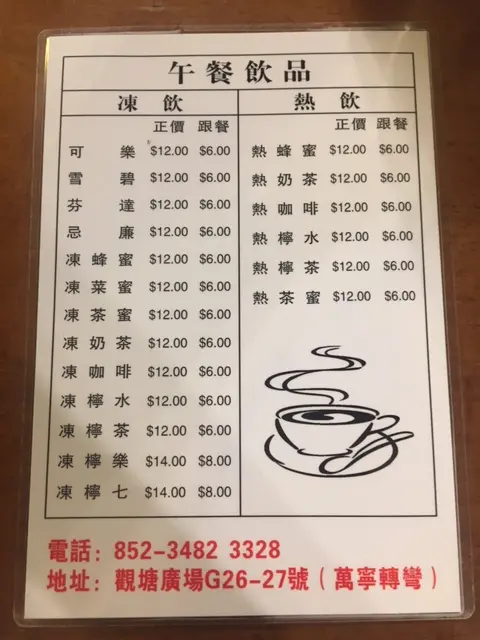 午餐飲品
凍飲
正價 跟餐
可樂 $12.00 $6.00
雪碧 $12.00 $6.00
芬達 $12.00 $6.00
忌廉 $12.00 $6.00
凍蜂蜜 $12.00 $6.00
凍菜蜜 $12.00 $6.00
凍茶蜜 $12.00 $6.00
凍奶茶 $12.00 $6.00
凍咖啡 $12.00 $6.00
凍檸水 $12.00 $6.00
凍檸茶 $12.00 $6.00
凍檸樂 $14.00 $8.00
凍檸七 $14.00 $8.00
熱飲
正價 跟餐
熱蜂蜜 $12.00 $6.00
熱奶茶 $12.00 $6.00
熱咖啡 $12.00 $6.00
熱檸水 $12.00 $6.00
熱檸茶 $12.00 $6.00
熱茶蜜 $12.00 $6.00
電話：852-3482 3328
地址：觀塘廣場G26-27號（萬寧轉彎）